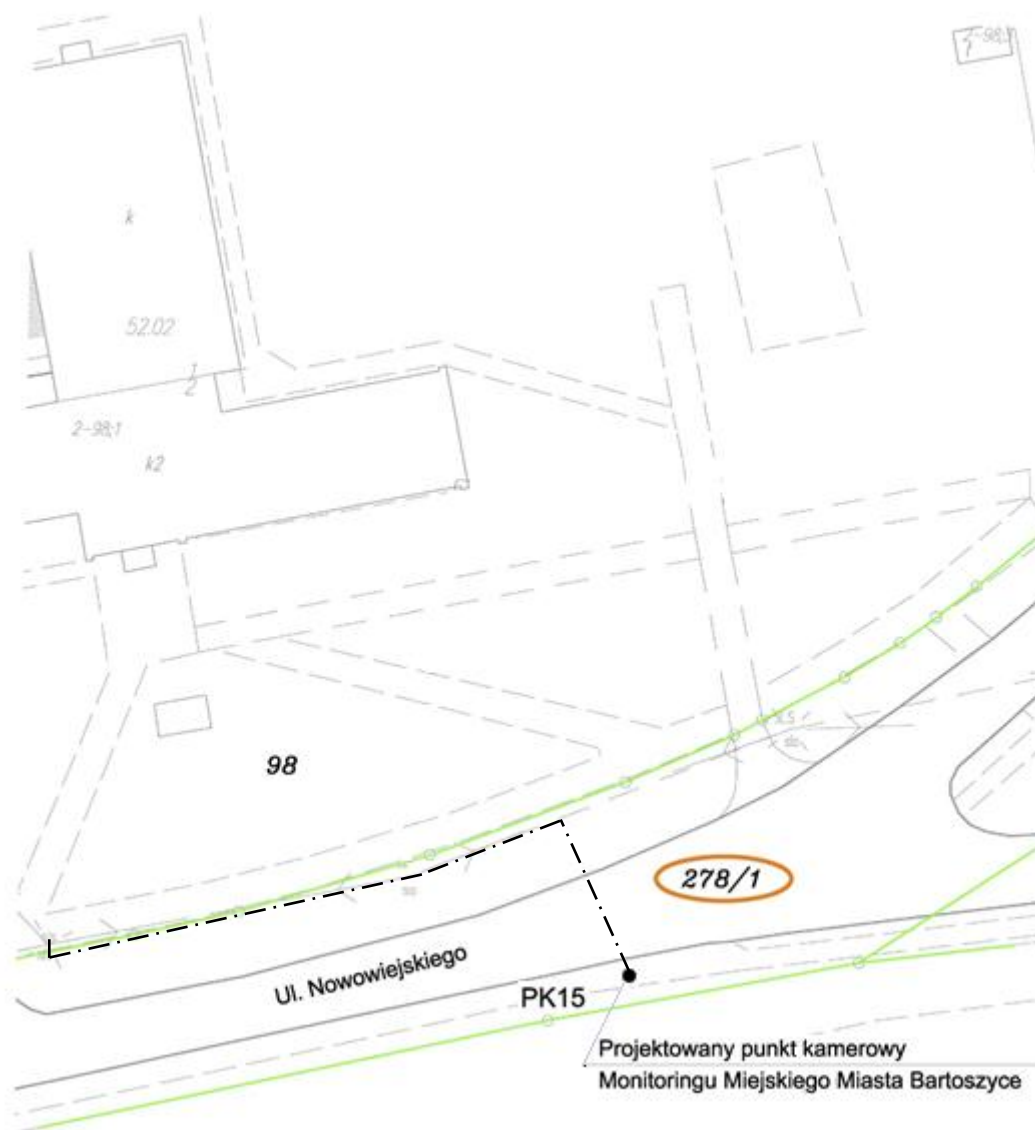 k
52.02
1
2
2-98;1
k2
98
278/1
Ul. Nowowiejskiego
PK15
Projektowany punkt kamerowy
Monitoringu Miejskiego Miasta Bartoszyce